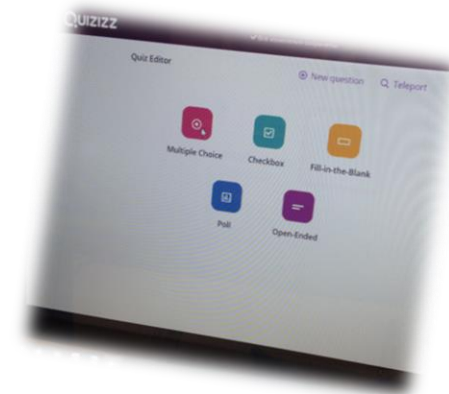 QUIZIZZ
Quiz Editor
New question Teleport
Multiple Choice Checkbox Fill-in-the-Blank
Poll Open-Ended